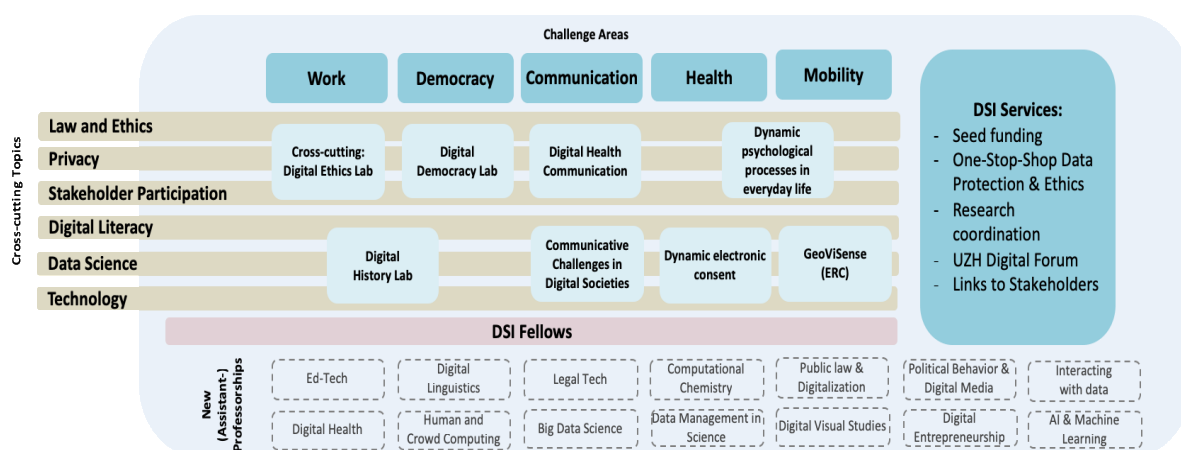 Challenge Areas
Work
Democracy
Communication
Health
Mobility
Cross-cutting Topics
Law and Ethics
Privacy
Stakeholder Participation
Digital Literacy
Data Science
Technology
Cross-cutting:
Digital Ethics Lab
Digital
Democracy Lab
Digital Health
Communication
Dynamic
psychological
processes in
everyday life
Digital
History Lab
Communicative
Challenges in
Digital Societies
Dynamic electronic
consent
GeoViSense
(ERC)
DSI Fellows
DSI Services:
- Seed funding
- One-Stop-Shop Data
Protection & Ethics
- Research
coordination
- UZH Digital Forum
- Links to Stakeholders
New
(Assistant-)
Professorships
Ed-Tech
Digital
Linguistics
Legal Tech
Computational
Chemistry
Public law &
Digitalization
Political Behavior &
Digital Media
Interacting
with data
Digital Health
Human and
Crowd Computing
Big Data Science
Data Management in
Science
Digital Visual Studies
Digital
Entrepreneurship
AI & Machine
Learning